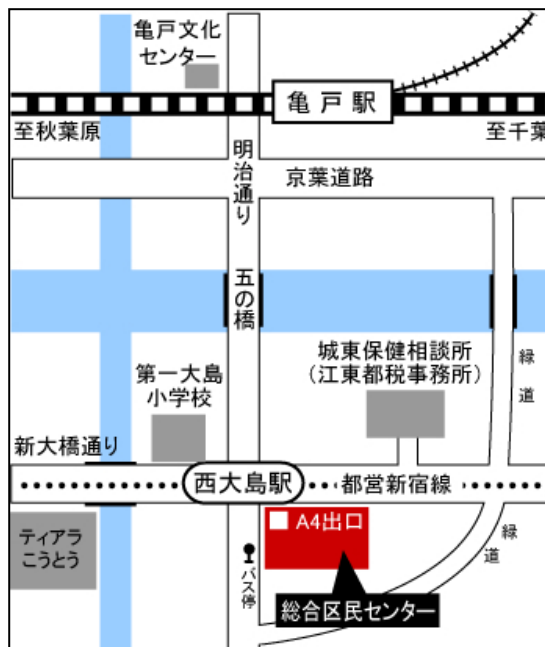 亀戸文化
センター
亀戸駅
至秋葉原
至千葉
明治通り
京葉道路
五の橋
城東保健相談所
(江東都税事務所)
緑道
第一大島
小学校
新大橋通り
西大島駅
都営新宿線
ティアラ
こうとう
A4出口
バス停
緑道
総合区民センター